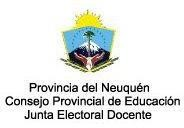 Provincia del Neuquén
Consejo Provincial de Educación
Junta Electoral Docente